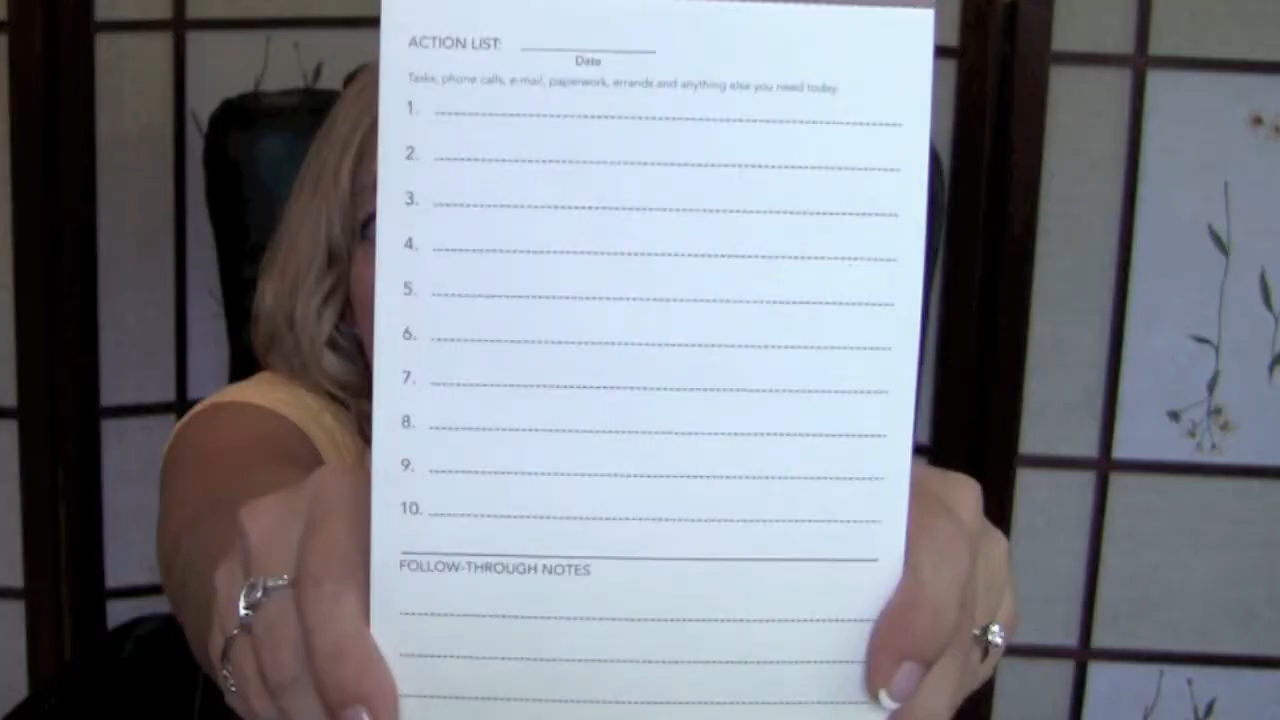 ACTION LIST:
Date
Tasks, phone calls, e-mail, paperwork, errands and anything else you need today.
1.
2.
3.
4.
5.
6.
7.
8.
9.
10.
FOLLOW-THROUGH NOTES